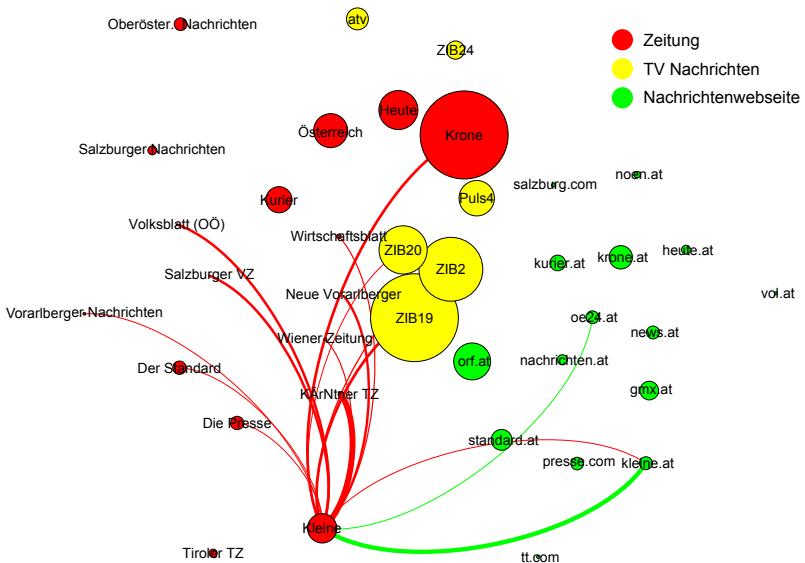 atv
Oberöster. Nachrichten
Zeitung
ZIB24
TV Nachrichten
Nachrichtenwebseite
Heute
Österreich
Krone
Salzburger Nachrichten
noen.at
salzburg.com
Kurier
Puls4
Volksblatt (OÖ)
Wirtschaftsblatt
ZIB20
heute.at
krone.at
kurier.at
ZIB2
Salzburger VZ
vol.at
Neue Vorarlberger
Vorarlberger Nachrichten
ZIB19
oe24.at
news.at
Wiener Zeitung
nachrichten.at
orf.at
Der Standard
gmx.at
KÄrNtner TZ
Die Presse
standard.at
presse.com
kleine.at
Kleine
Tiroler TZ
tt.com